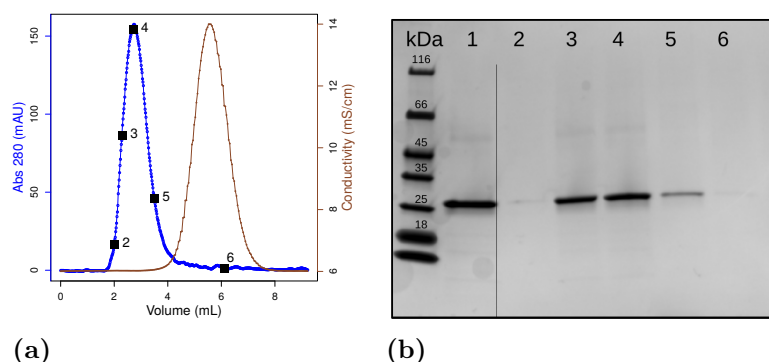 150
100
50
0
Abs 280 (mAU)
4
3
5
2
6
14
12
10
8
6
Conductivity (mS/cm)
0 2 4 6 8
Volume (mL)
(a)
kDa 1 2 3 4 5 6
116
66
45
35
25
18
(b)